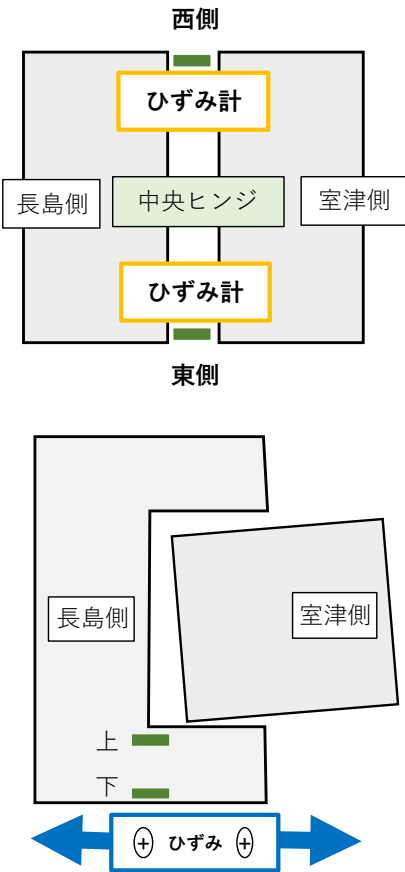 西側
ひずみ計
長島側
中央ヒンジ
室津側
ひずみ計
東側
長島側
室津側
上
下
+ ひずみ +